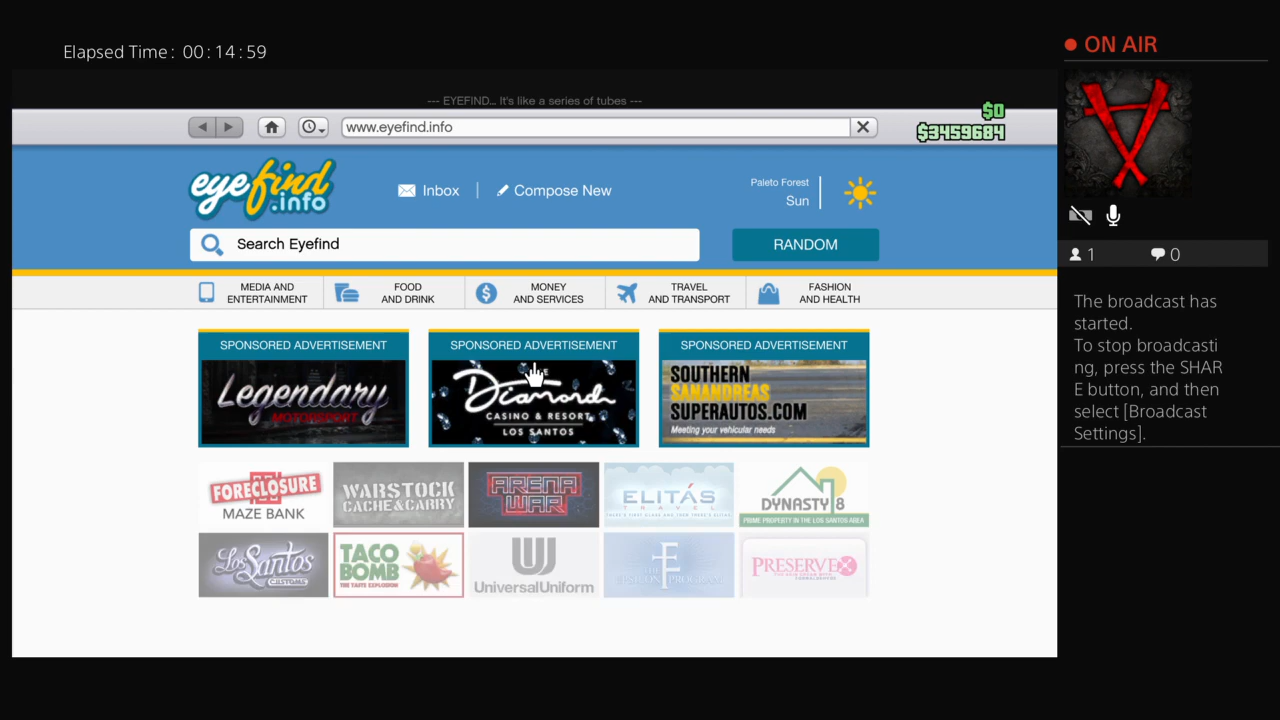 Elapsed Time: 00:14:59
ON AIR
--- EYEFIND... It's like a series of tubes ---
www.eyefind.info
$0
$3459684
eyefind
.info
Inbox
Compose New
Paleto Forest
Sun
Search Eyefind
RANDOM
1
0
MEDIA AND
ENTERTAINMENT
FOOD
AND DRINK
MONEY
AND SERVICES
TRAVEL
AND TRANSPORT
FASHION
AND HEALTH
The broadcast has
started.
To stop broadcasti
ng, press the SHAR
E button, and then
select [Broadcast
Settings].
SPONSORED ADVERTISEMENT
Legendary
MOTORSPORT
SPONSORED ADVERTISEMENT
Diamond
CASINO & RESORT
LOS SANTOS
SPONSORED ADVERTISEMENT
SOUTHERN
SANANDREAS
SUPERAUTOS.COM
Meeting your vehicular needs
FORECLOSURE
MAZE BANK
WARSTOCK
CACHE&CARRY
ARENA
WAR
ELITÁS
TRAVEL
DYNASTY 8
PRIME PROPERTY IN THE LOS SANTOS AREA
Los Santos
CUSTOMS
TACO
BOMB
THE TASTE EXPLOSION
UniversalUniform
THE
EPSILON PROGRAM
PRESERVEX